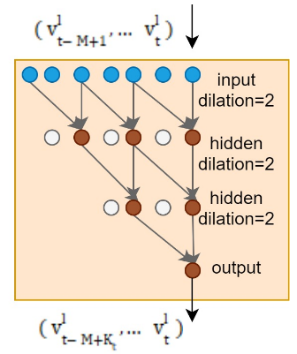 ( v^l_{t- M+1},... v^l_t )
input
dilation=2
hidden
dilation=2
hidden
dilation=2
output
( v^l_{t- M+K_t},... v^l_t )